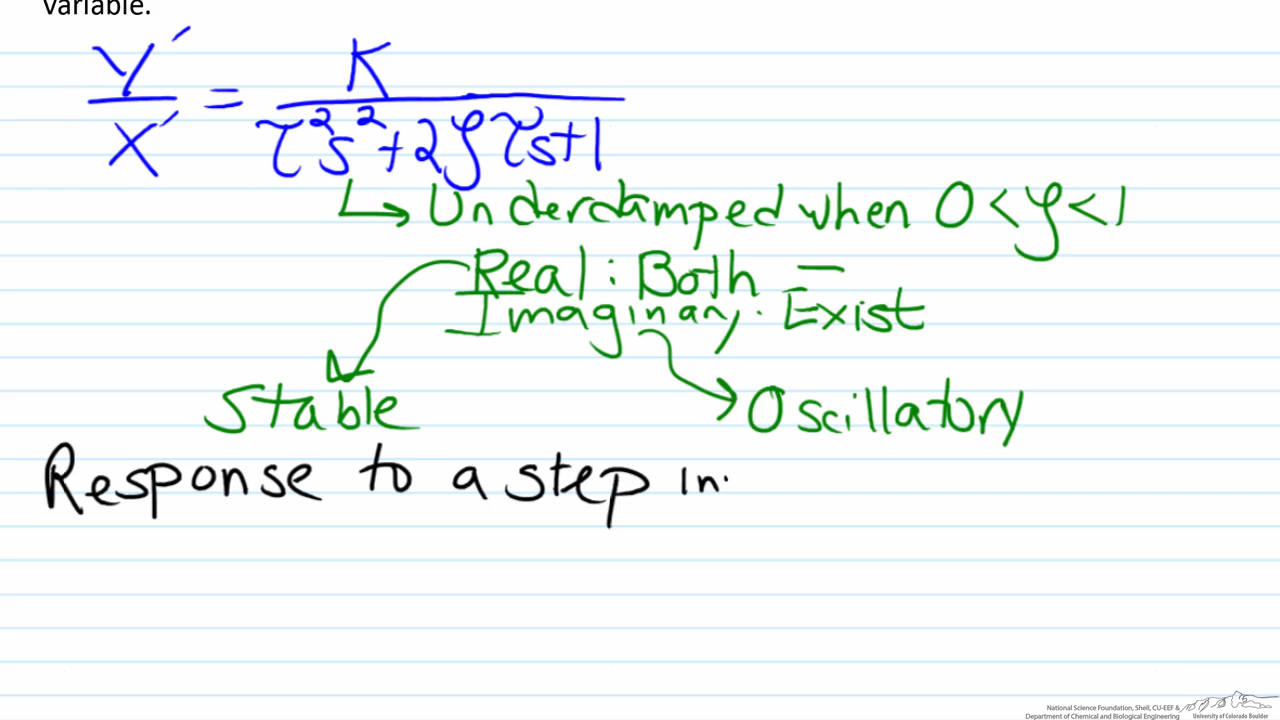 variable.
Y′ K
X′ = τ²s²+2ζτs+1
↳ Underdamped when 0<ζ<1
Real: Both −
Imaginary: Exist
Stable Oscillatory
Response to a step in
National Science Foundation, Shell, CU-EEF &
Department of Chemical and Biological Engineering
University of Colorado Boulder